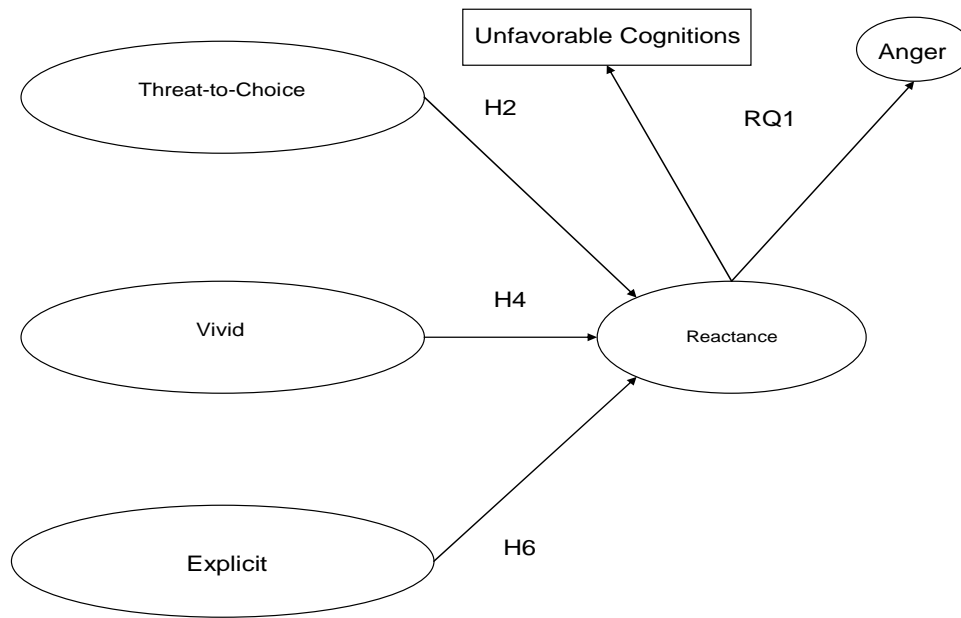 Unfavorable Cognitions
Anger
Threat-to-Choice
H2
RQ1
H4
Vivid
Reactance
H6
Explicit